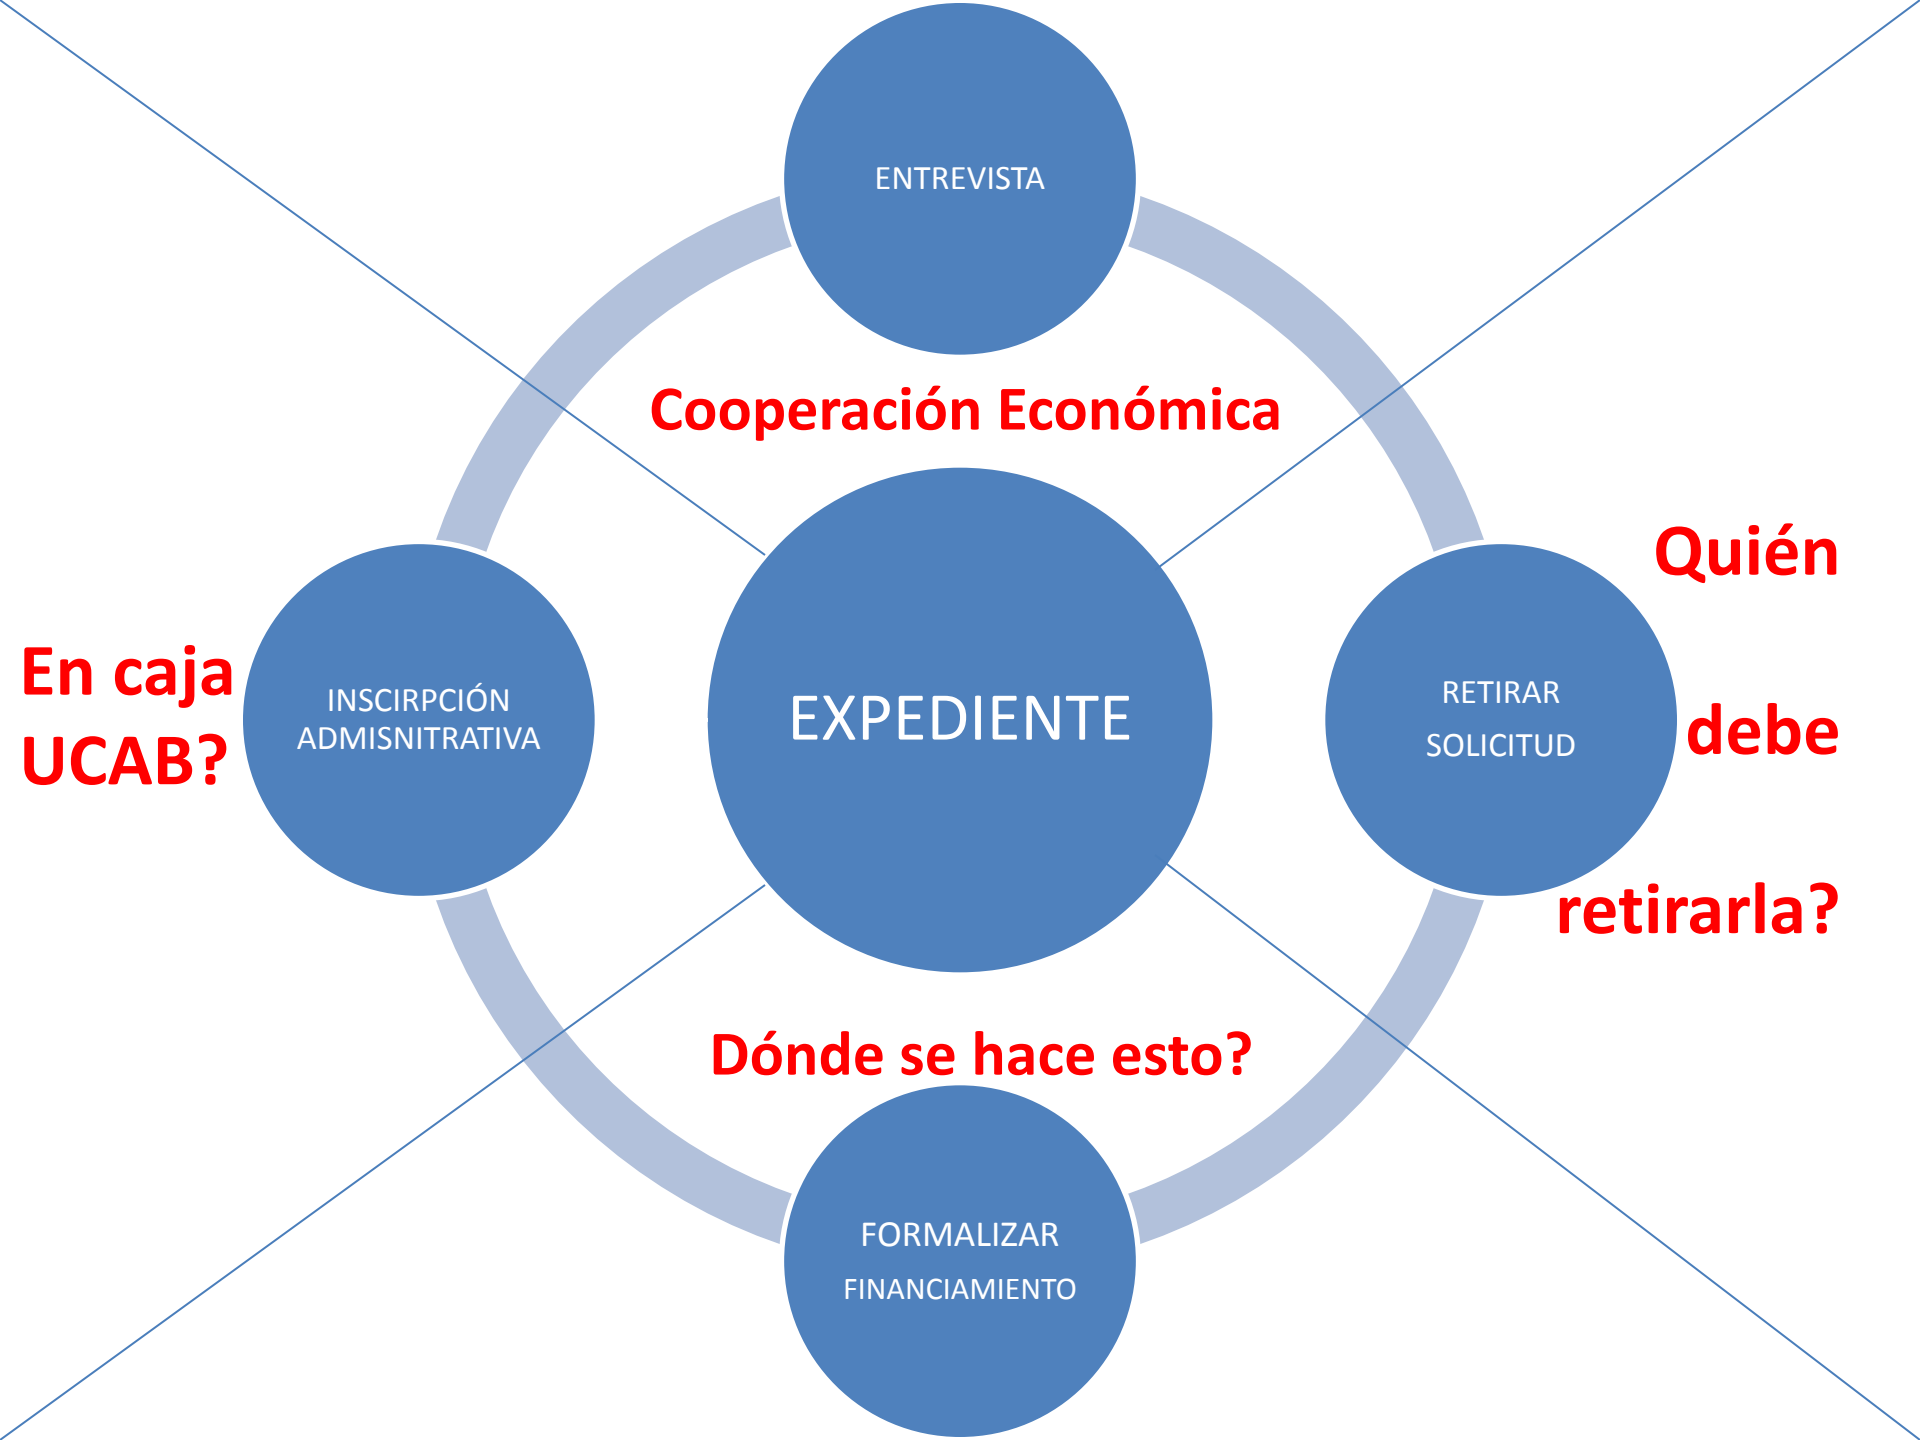 ENTREVISTA
Cooperación Económica
Quién
debe
retirarla?
RETIRAR
SOLICITUD
EXPEDIENTE
En caja
UCAB?
INSCIRPCIÓN
ADMISNITRATIVA
Dónde se hace esto?
FORMALIZAR
FINANCIAMIENTO